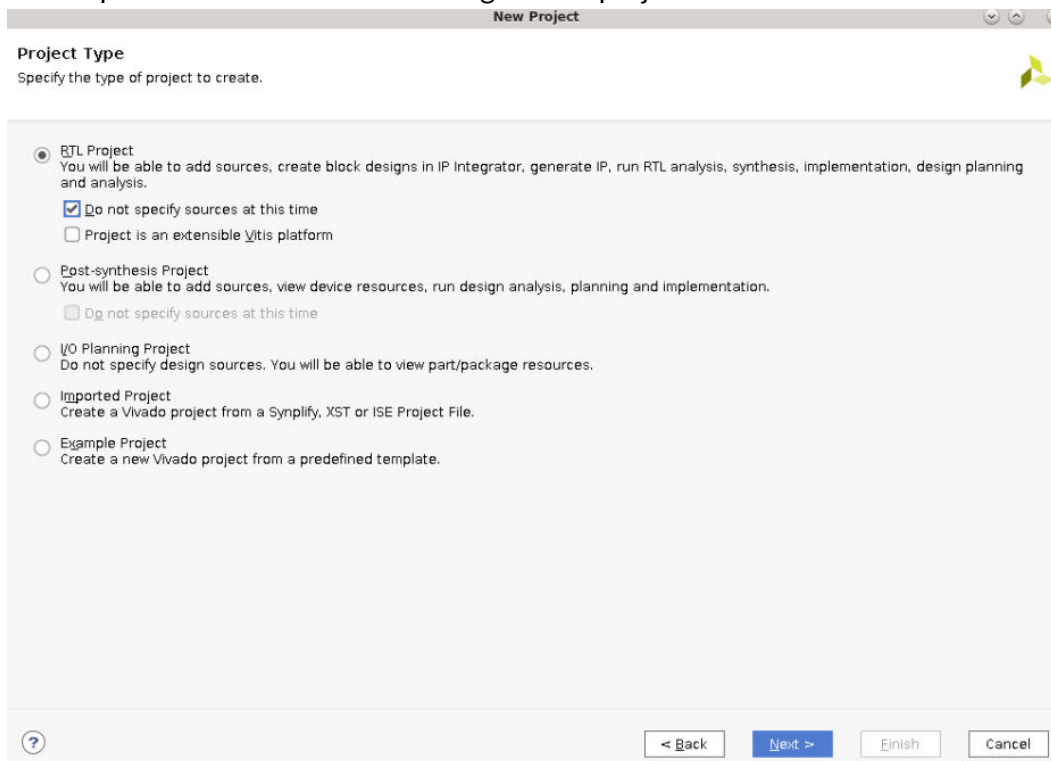 New Project
Project Type
Specify the type of project to create.
RTL Project
You will be able to add sources, create block designs in IP Integrator, generate IP, run RTL analysis, synthesis, implementation, design planning
and analysis.
Do not specify sources at this time
Project is an extensible Vitis platform
Post-synthesis Project
You will be able to add sources, view device resources, run design analysis, planning and implementation.
Do not specify sources at this time
I/O Planning Project
Do not specify design sources. You will be able to view part/package resources.
Imported Project
Create a Vivado project from a Synplify, XST or ISE Project File.
Example Project
Create a new Vivado project from a predefined template.
?
< Back
Next >
Finish
Cancel